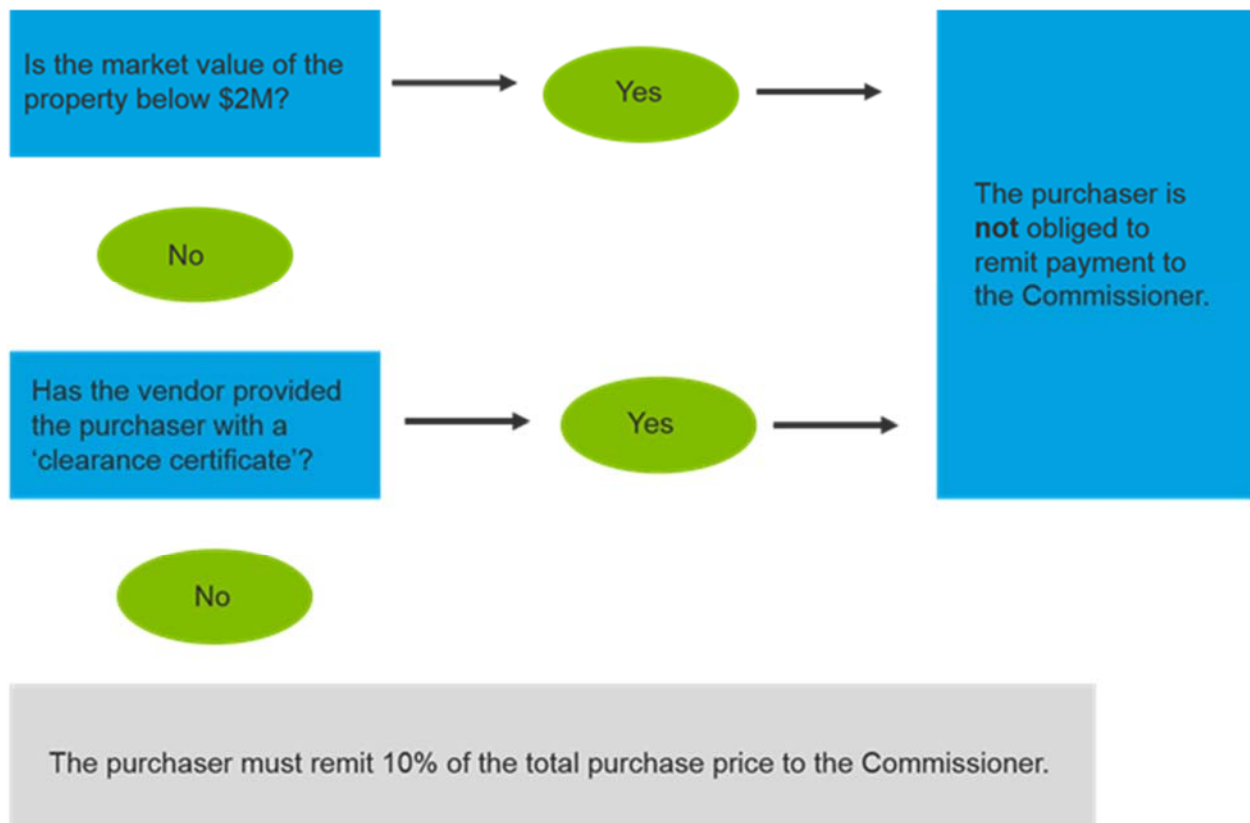 Is the market value of the
property below $2M?
Yes
The purchaser is
not obliged to
remit payment to
the Commissioner.
No
Has the vendor provided
the purchaser with a
‘clearance certificate’?
Yes
No
The purchaser must remit 10% of the total purchase price to the Commissioner.